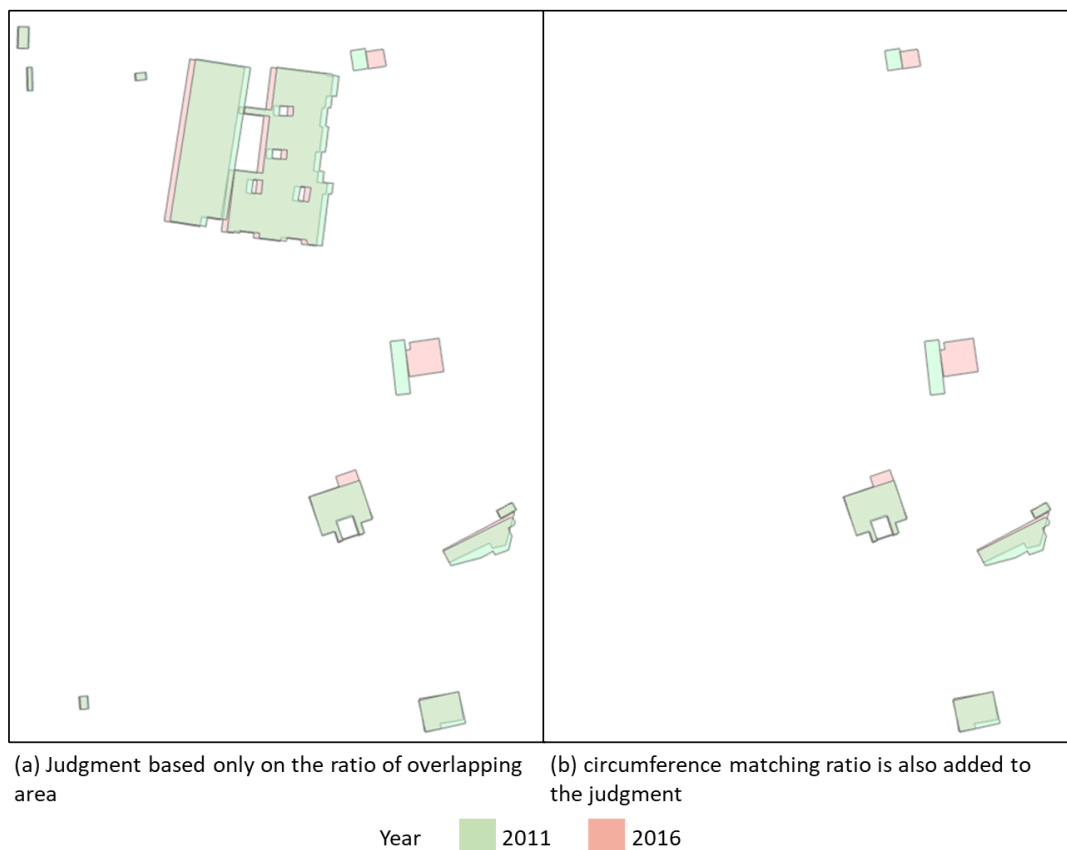 (a) Judgment based only on the ratio of overlapping
area
(b) circumference matching ratio is also added to
the judgment
Year 2011 2016